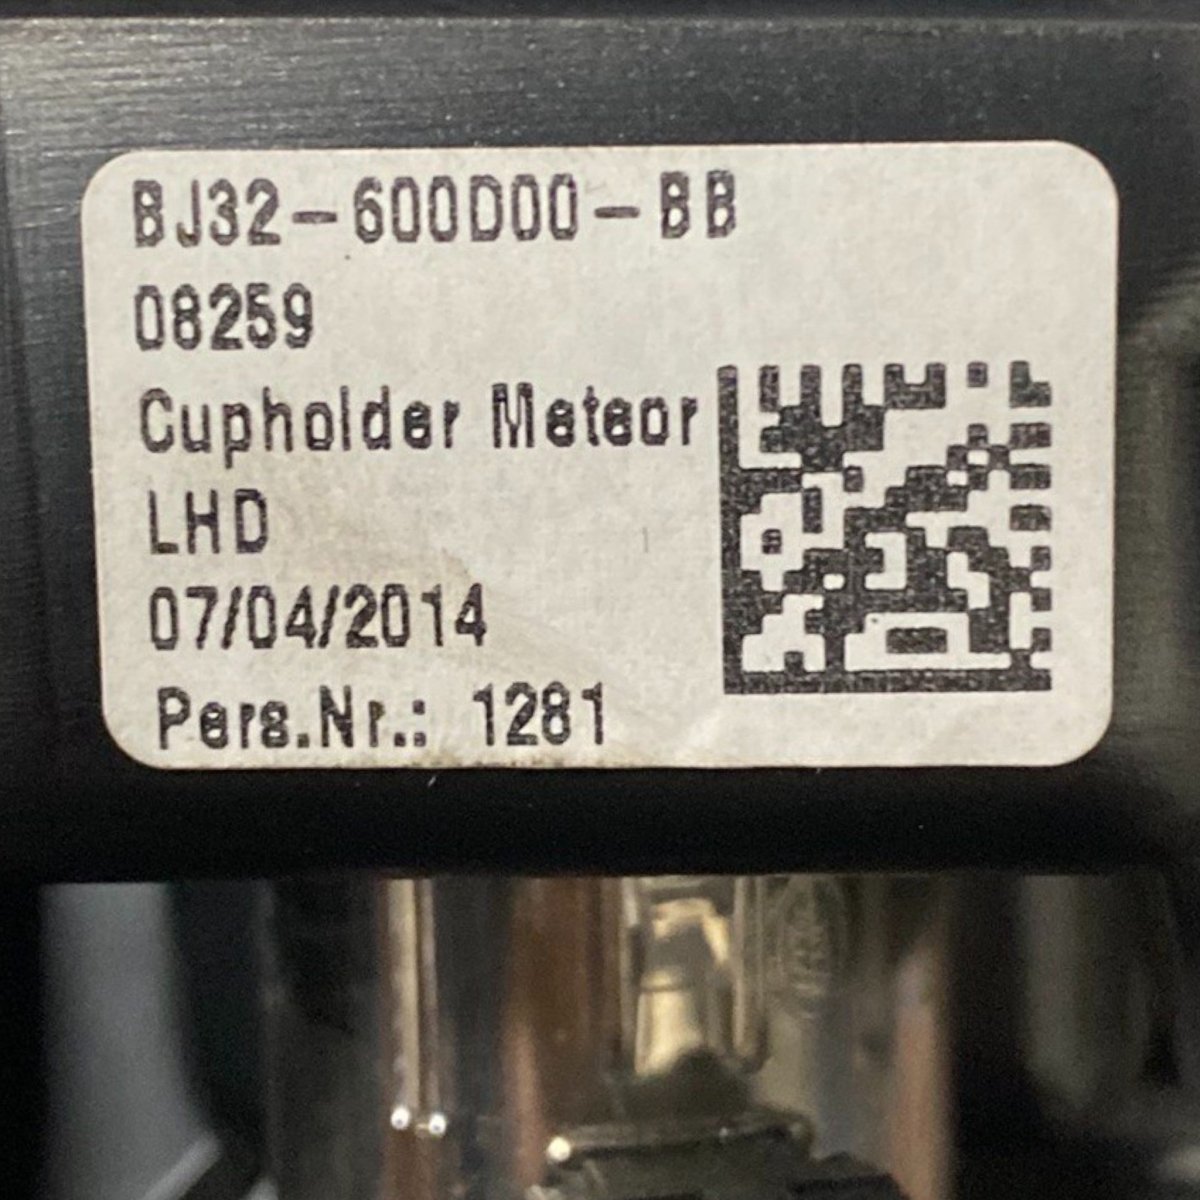 BJ32-600D00-BB
08259
Cupholder Meteor
LHD
07/04/2014
Pers.Nr.: 1281